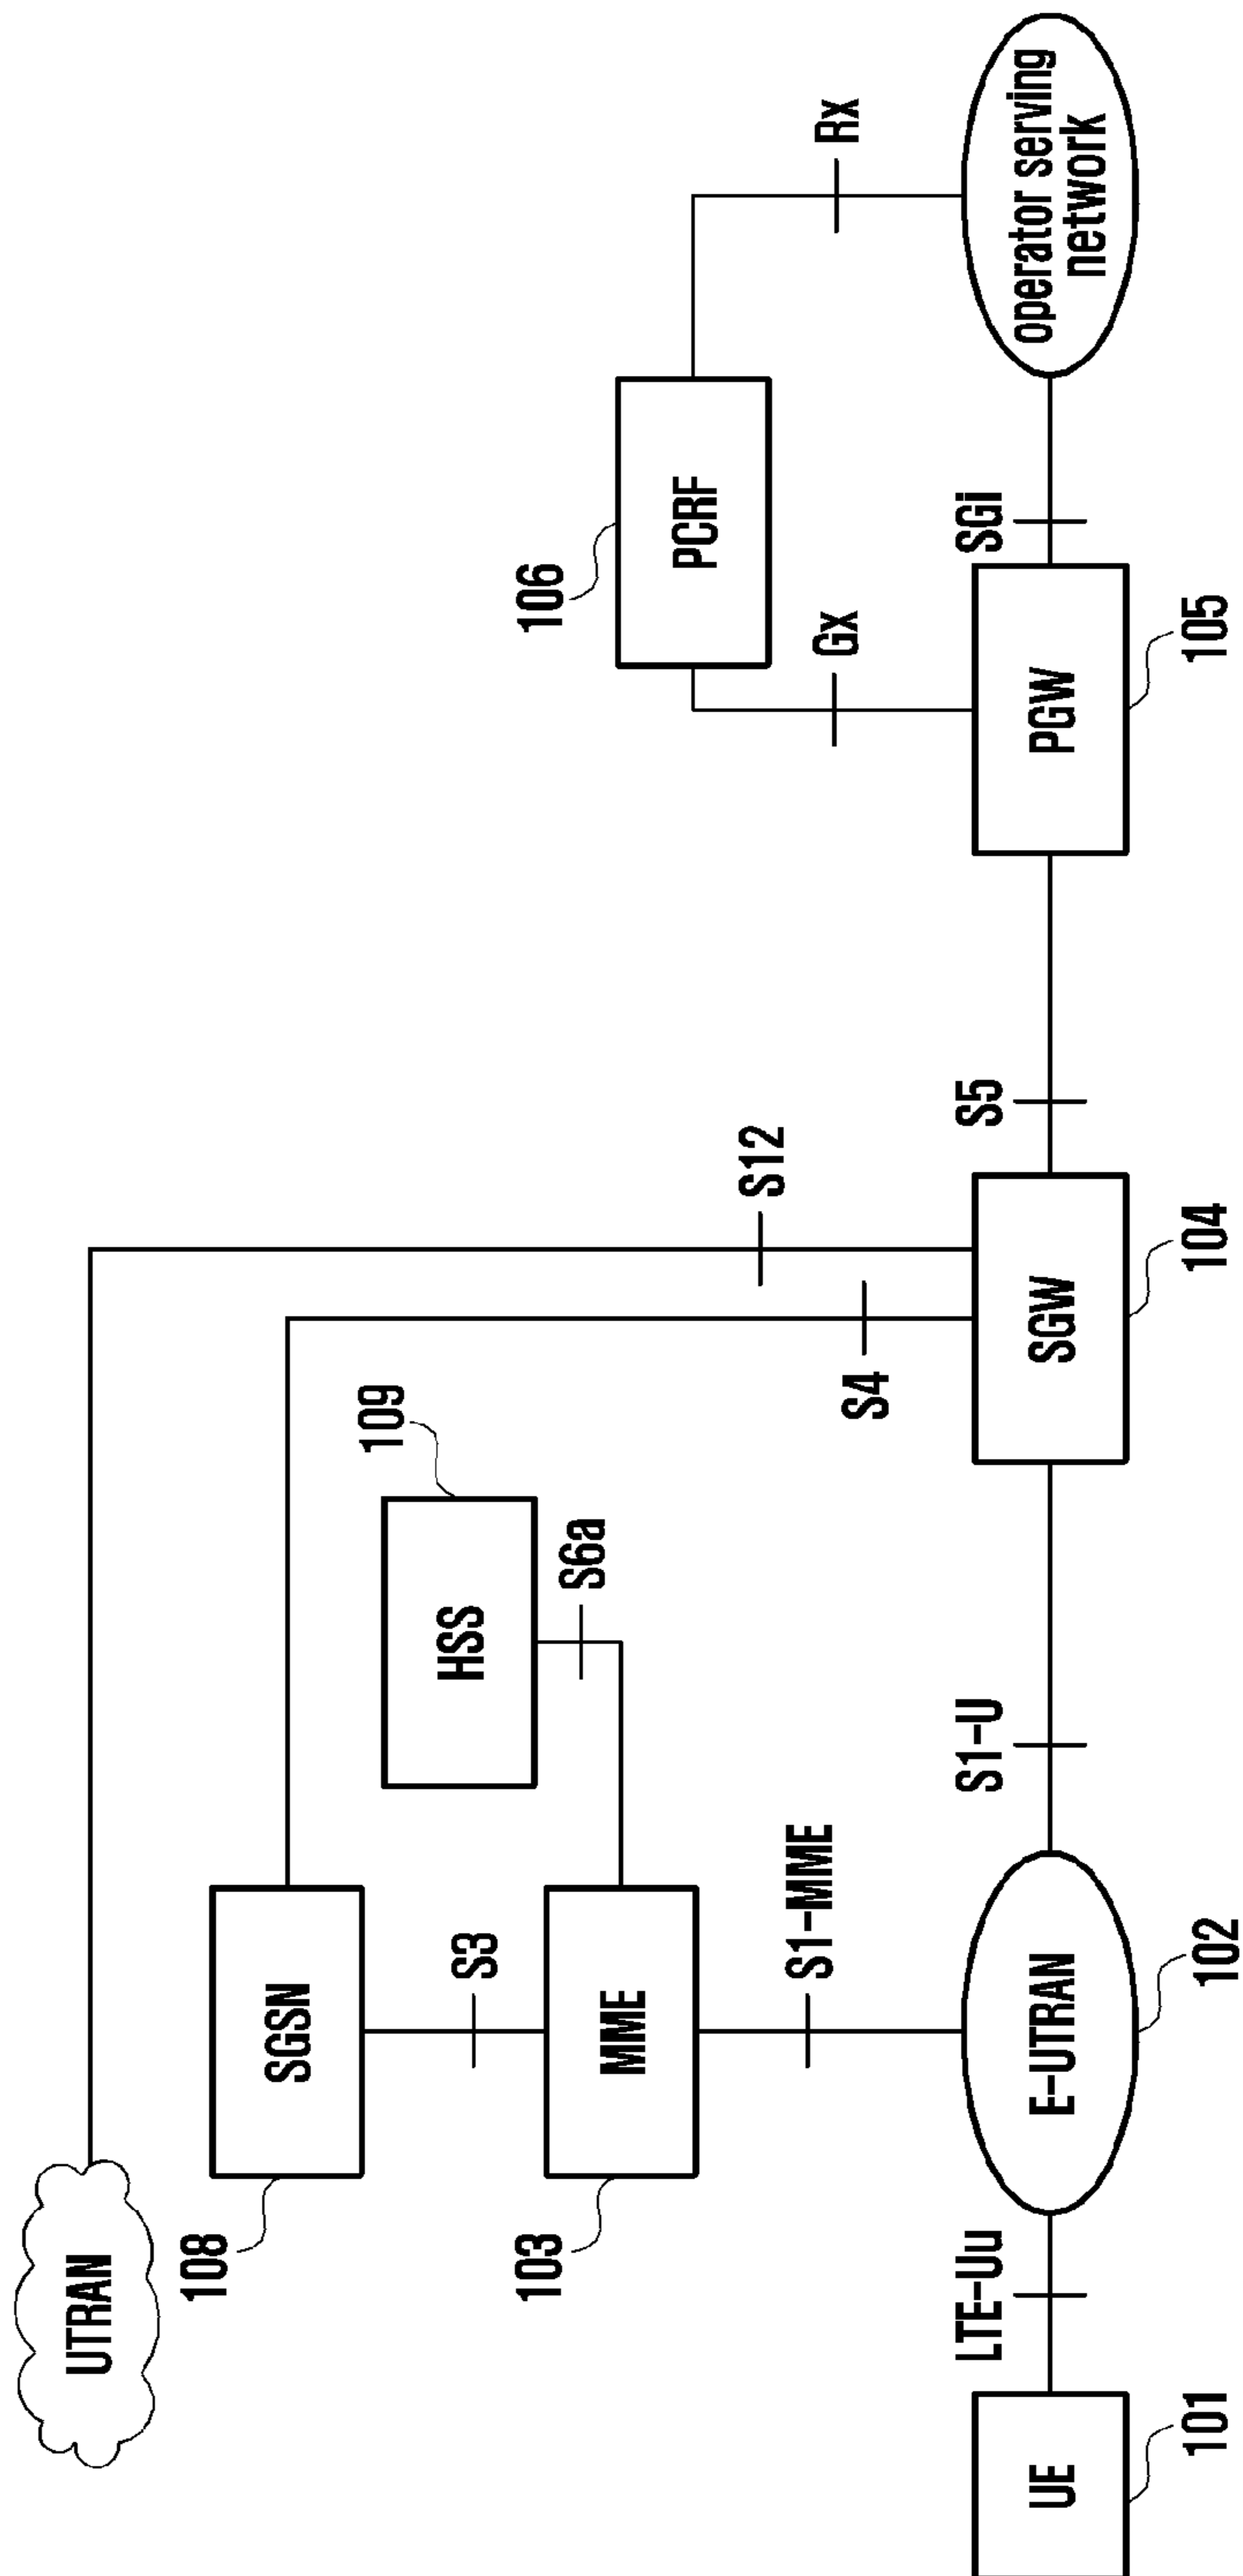 UTRAN
108
SGSN
S3
103
MME
HSS
109
S6a
S1-MME
S4
S12
106
PCRF
Gx
Rx
UE
101
LTE-Uu
E-UTRAN
102
S1-U
SGW
104
S5
PGW
105
SGi
operator serving
network